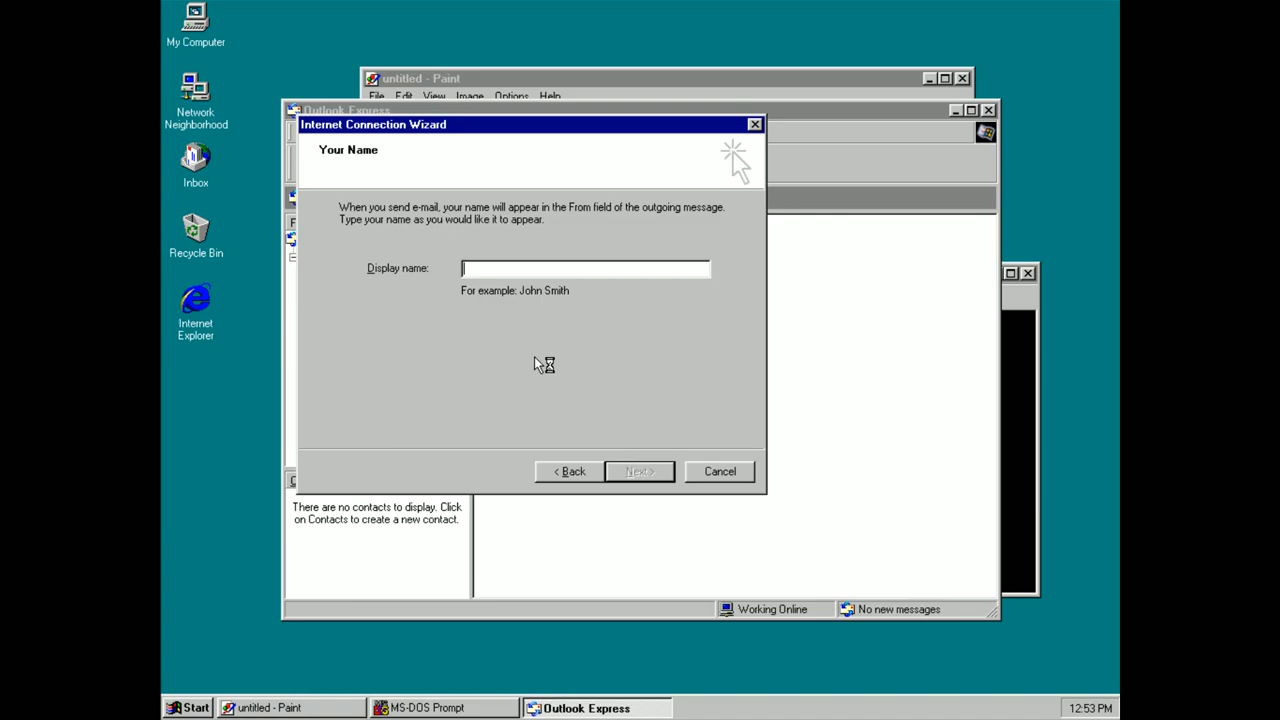 My Computer
Network
Neighborhood
Inbox
Recycle Bin
Internet
Explorer
untitled - Paint
File Edit View Image Options Help
Outlook Express
Internet Connection Wizard
Your Name
When you send e-mail, your name will appear in the From field of the outgoing message.
Type your name as you would like it to appear.
Display name:
For example: John Smith
< Back Next > Cancel
There are no contacts to display. Click
on Contacts to create a new contact.
Working Online No new messages
Start untitled - Paint MS-DOS Prompt Outlook Express 12:53 PM